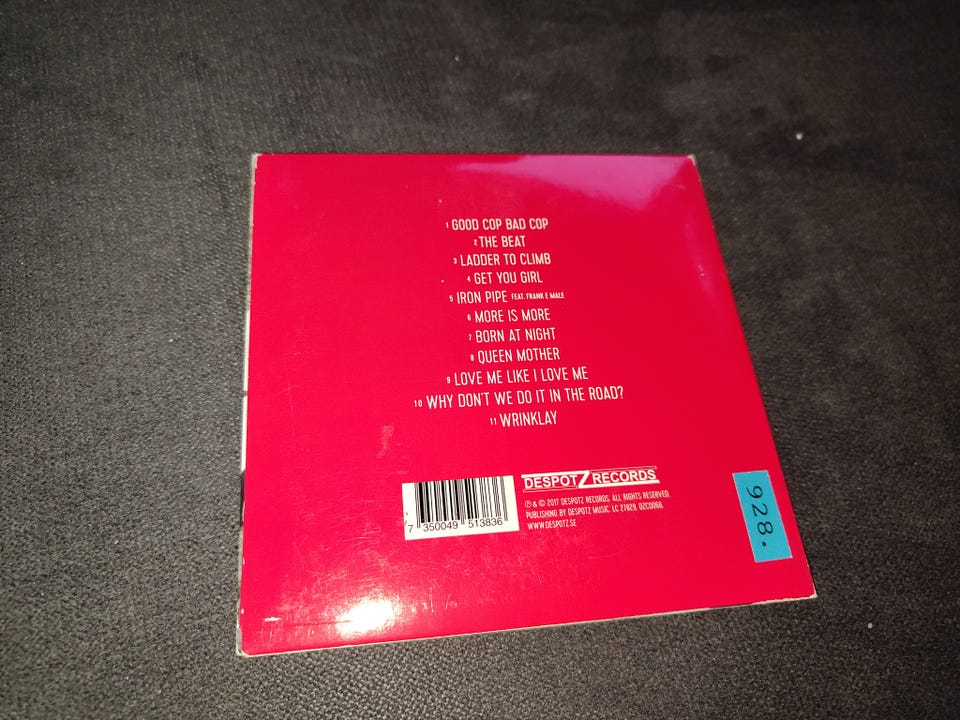 1 GOOD COP BAD COP
2 THE BEAT
3 LADDER TO CLIMB
4 GET YOU GIRL
5 IRON PIPE FEAT. FRANK E MALE
6 MORE IS MORE
7 BORN AT NIGHT
8 QUEEN MOTHER
9 LOVE ME LIKE I LOVE ME
10 WHY DON'T WE DO IT IN THE ROAD?
11 WRINKLAY
DESPOTZ RECORDS
℗ & © 2017 DESPOTZ RECORDS. ALL RIGHTS RESERVED.
PUBLISHING BY DESPOTZ MUSIC. LC 27829. DZCD066.
WWW.DESPOTZ.SE
7 350049 513836
928.